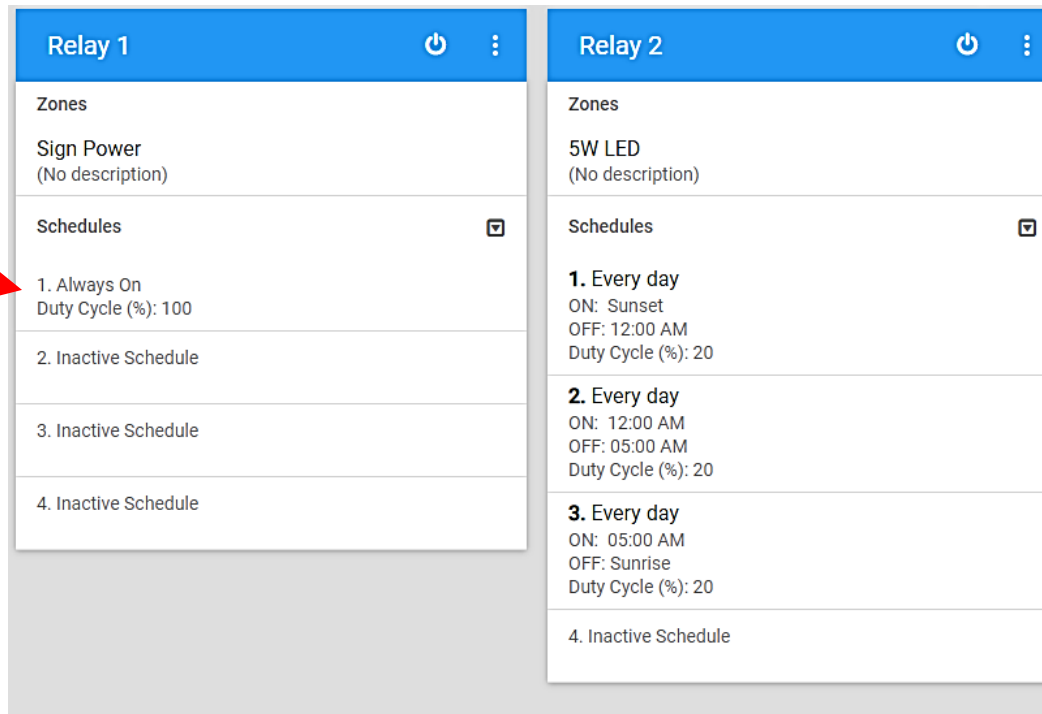 Relay 1
Zones
Sign Power
(No description)
Schedules
1. Always On
Duty Cycle (%): 100
2. Inactive Schedule
3. Inactive Schedule
4. Inactive Schedule
Relay 2
Zones
5W LED
(No description)
Schedules
1. Every day
ON: Sunset
OFF: 12:00 AM
Duty Cycle (%): 20
2. Every day
ON: 12:00 AM
OFF: 05:00 AM
Duty Cycle (%): 20
3. Every day
ON: 05:00 AM
OFF: Sunrise
Duty Cycle (%): 20
4. Inactive Schedule